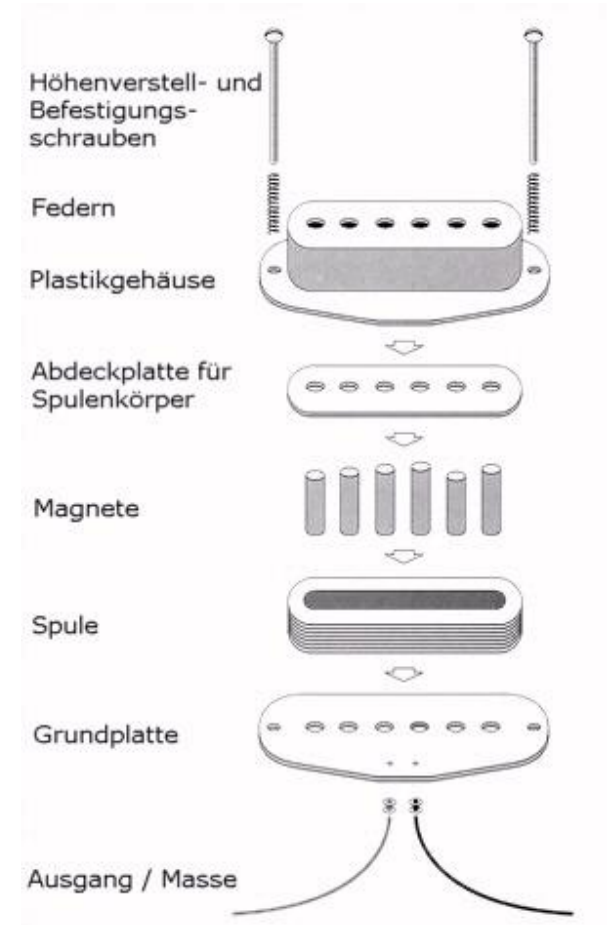 Höhenverstell- und
Befestigungs-
schrauben
Federn
Plastikgehäuse
Abdeckplatte für
Spulenkörper
Magnete
Spule
Grundplatte
Ausgang / Masse